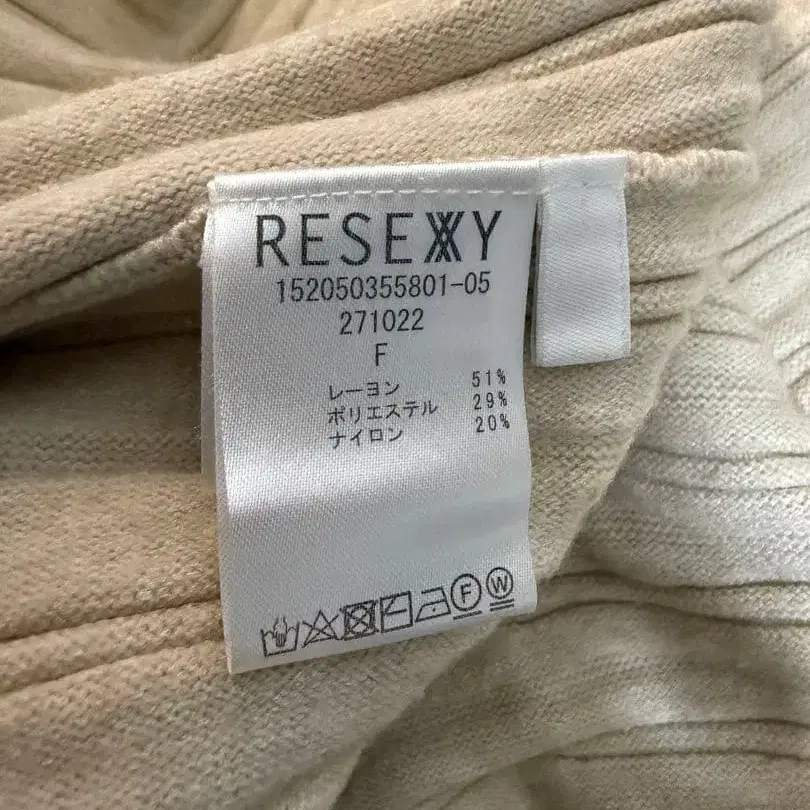 RESEXXY
152050355801-05
271022
F
レーヨン 51%
ポリエステル 29%
ナイロン 20%
F W